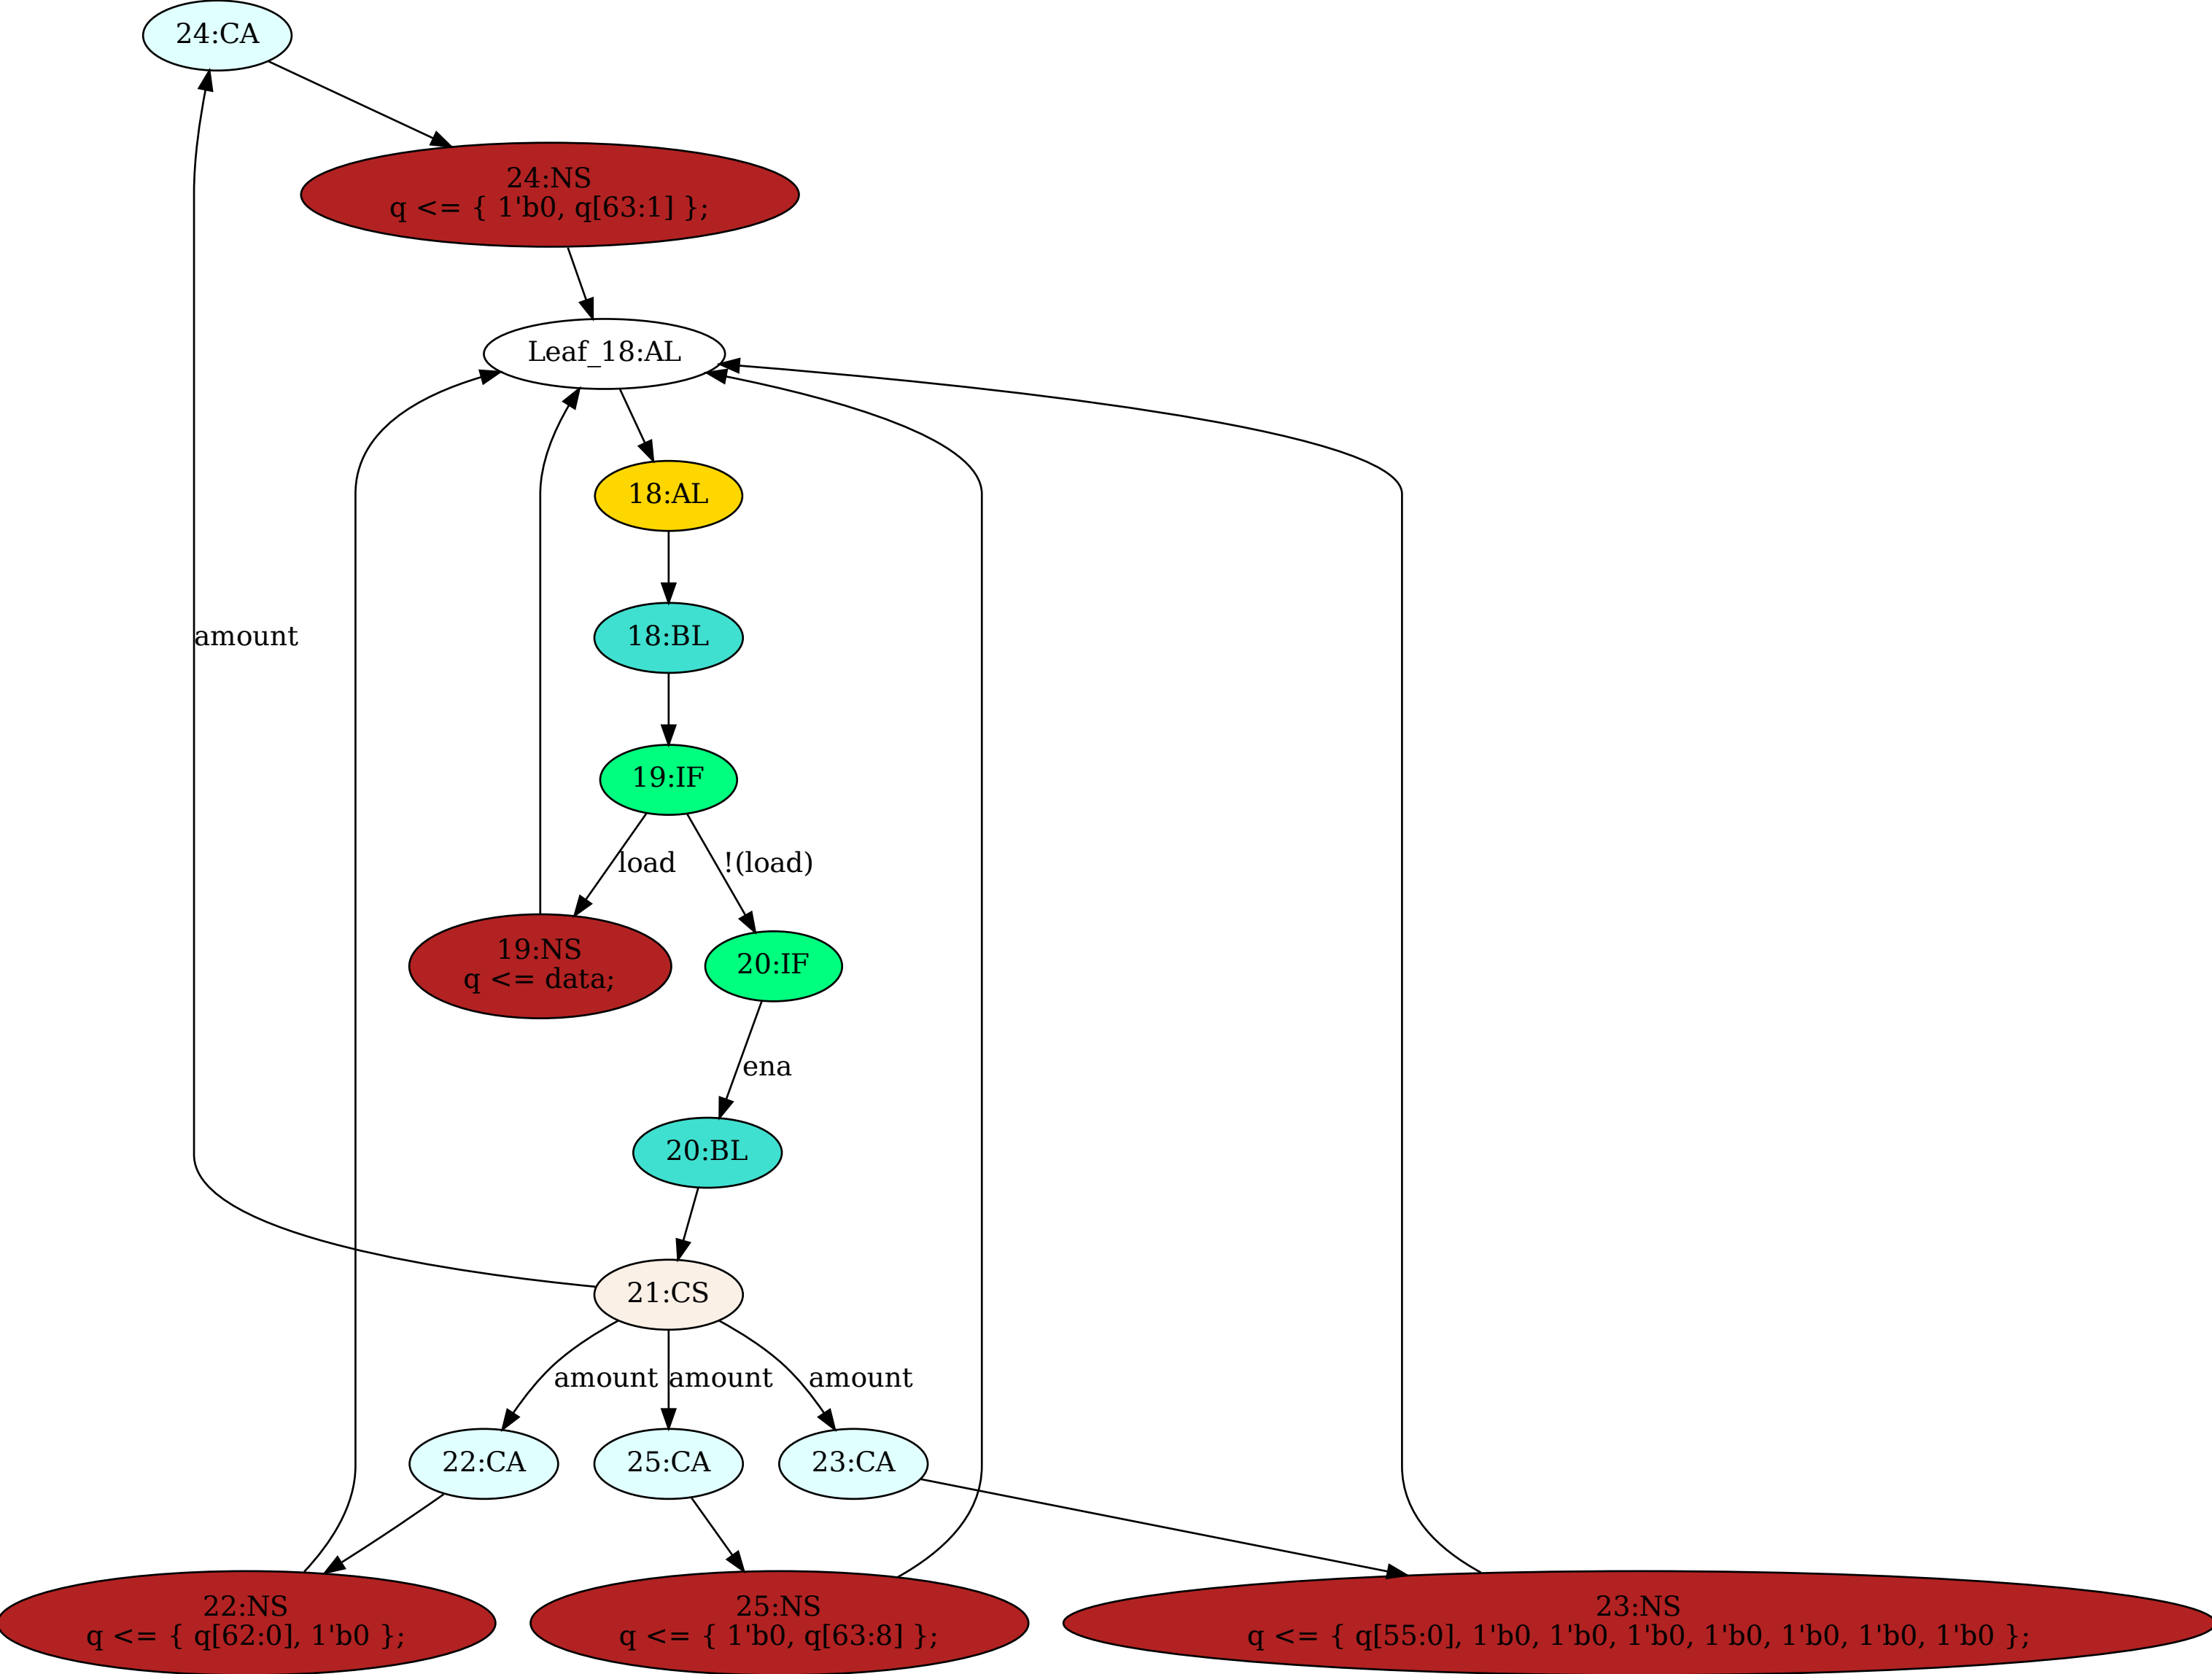 24:CA
24:NS
q <= { 1'b0, q[63:1] };
Leaf_18:AL
18:AL
amount
18:BL
19:IF
load
!(load)
19:NS
q <= data;
20:IF
ena
20:BL
21:CS
amount
amount
amount
22:CA
25:CA
23:CA
22:NS
q <= { q[62:0], 1'b0 };
25:NS
q <= { 1'b0, q[63:8] };
23:NS
q <= { q[55:0], 1'b0, 1'b0, 1'b0, 1'b0, 1'b0, 1'b0, 1'b0 };